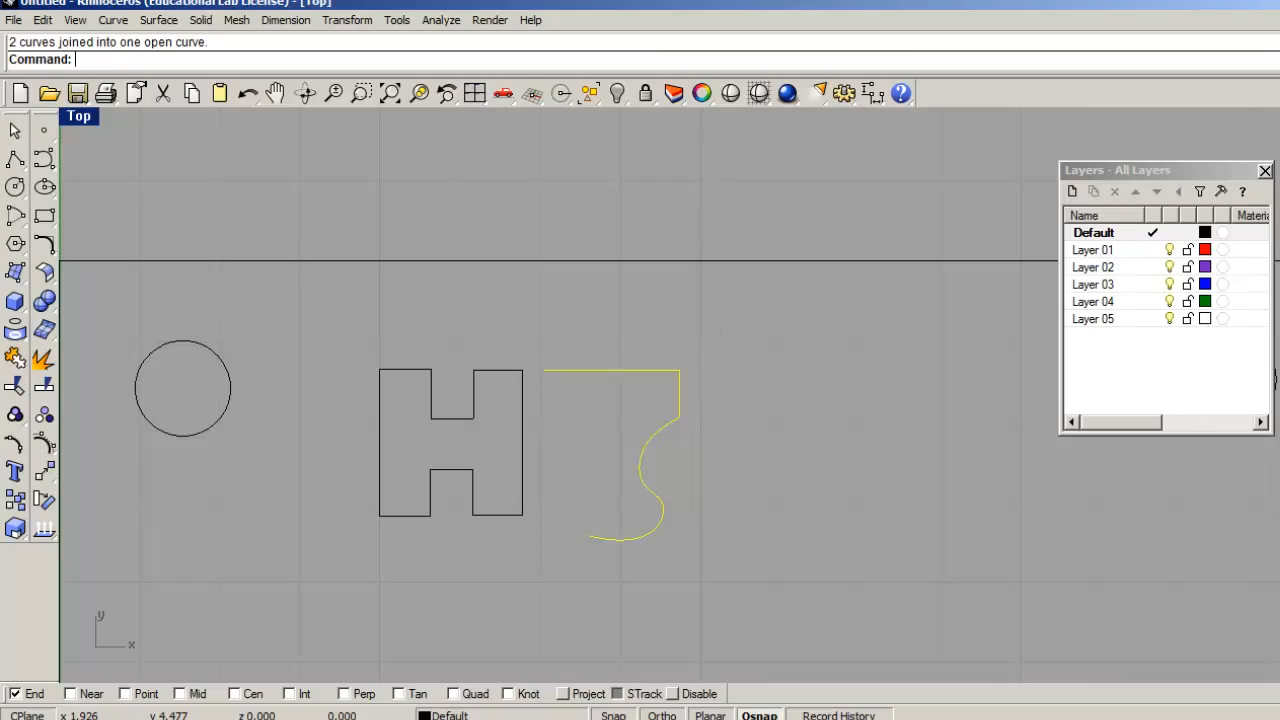 Untitled - Rhinoceros (Educational Lab License) - [Top]
File Edit View Curve Surface Solid Mesh Dimension Transform Tools Analyze Render Help
2 curves joined into one open curve.
Command:
Top
Layers - All Layers
Name Materia
Default
Layer 01
Layer 02
Layer 03
Layer 04
Layer 05
y
x
End Near Point Mid Cen Int Perp Tan Quad Knot Project STrack Disable
CPlane x 1.926 y 4.477 z 0.000 0.000 Default Snap Ortho Planar Osnap Record History